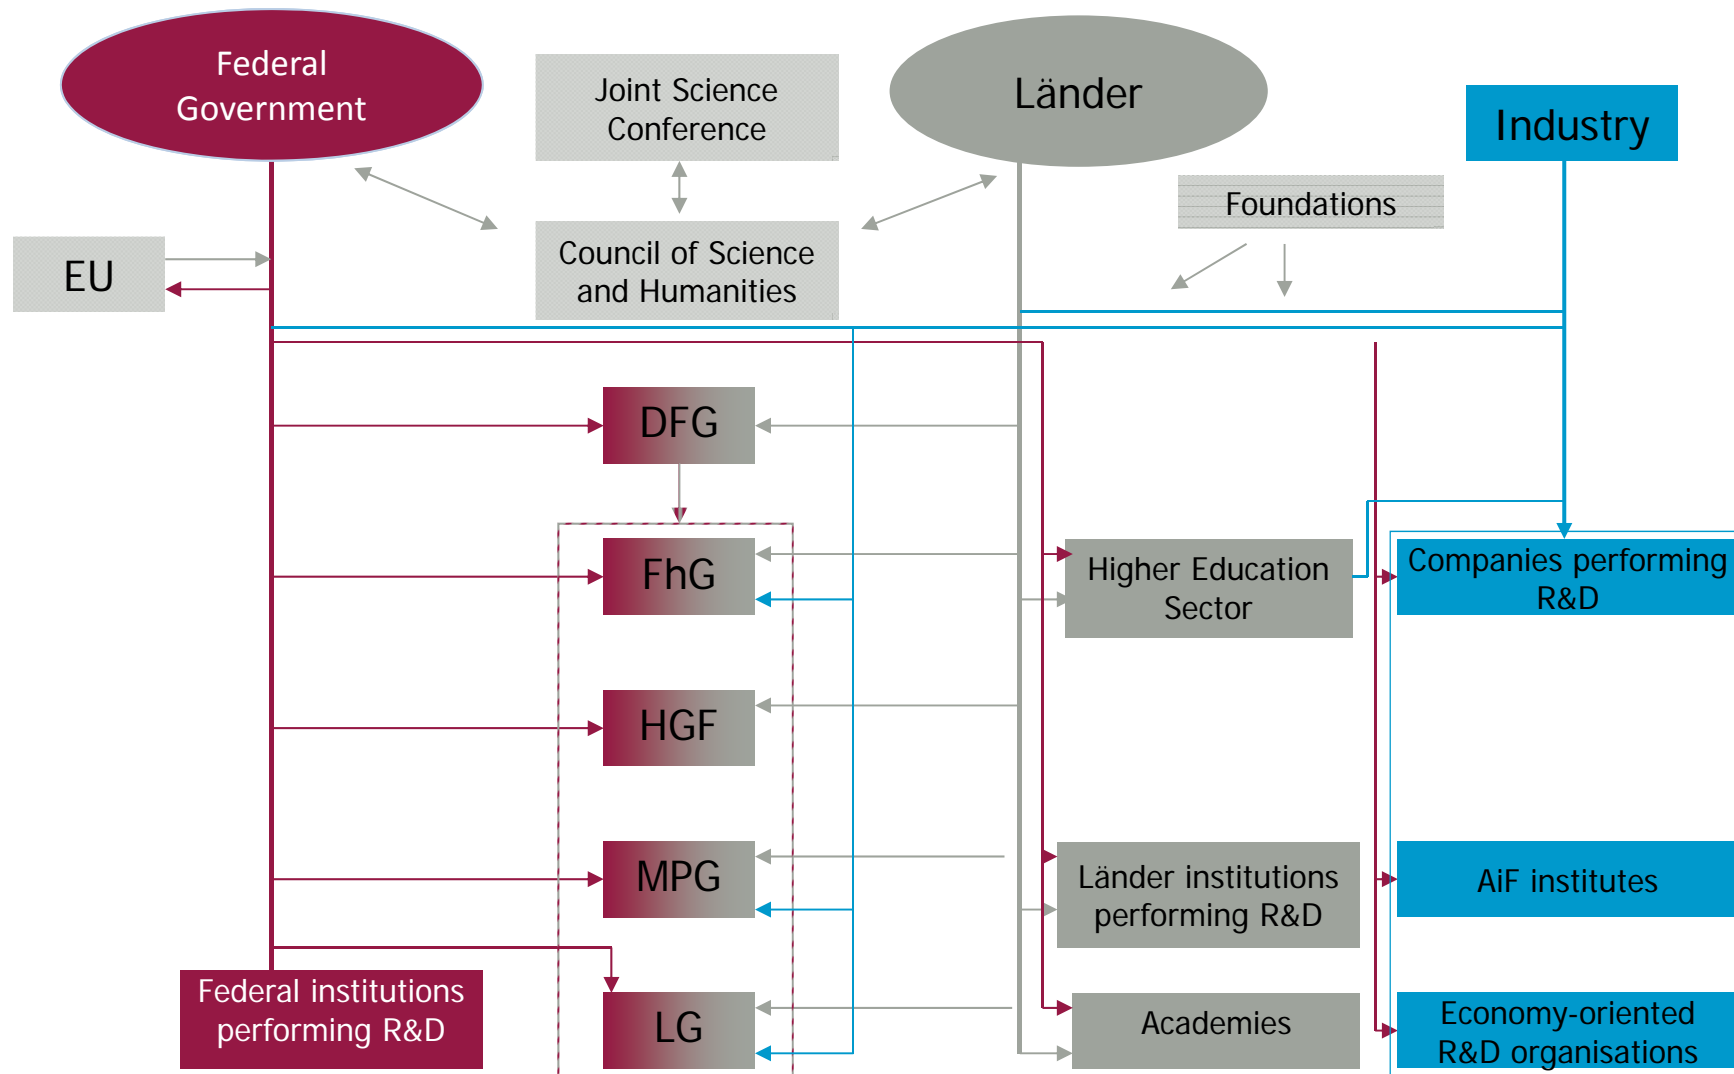 Federal
Government
Joint Science
Conference
Länder
Industry
Foundations
EU
Council of Science
and Humanities
DFG
FhG
Higher Education
Sector
Companies performing
R&D
HGF
MPG
Länder institutions
performing R&D
AiF institutes
Federal institutions
performing R&D
LG
Academies
Economy-oriented
R&D organisations